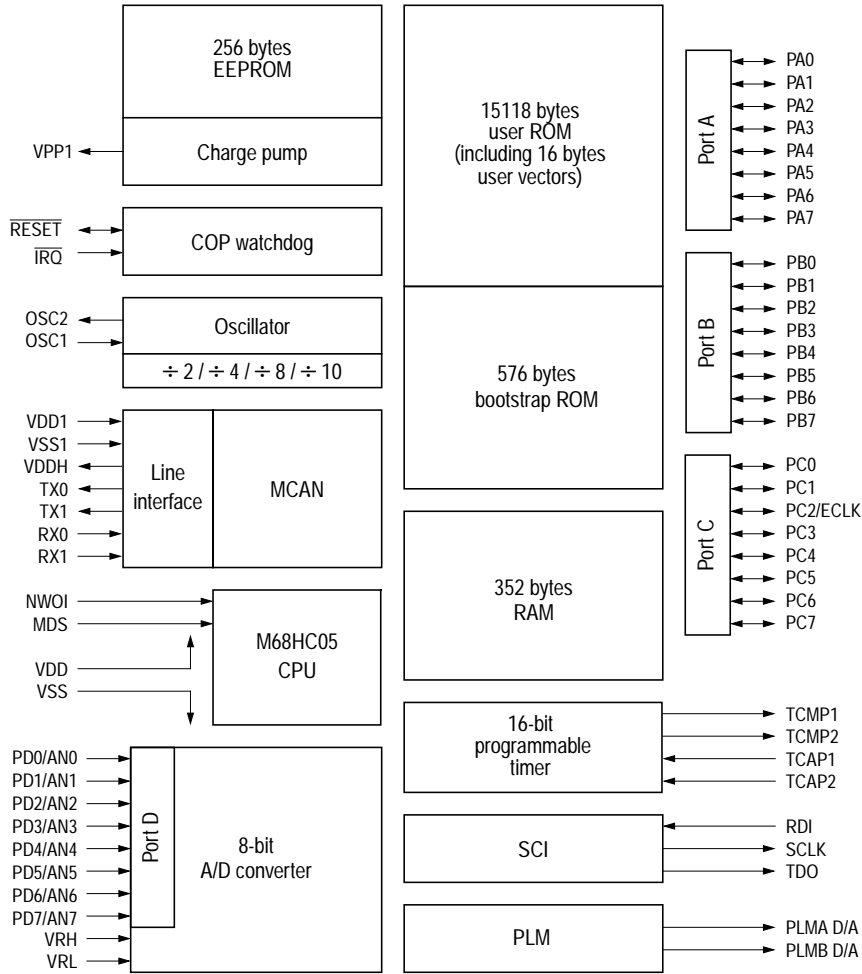 256 bytes
EEPROM
VPP1
Charge pump
RESET
IRQ
COP watchdog
OSC2
OSC1
Oscillator
÷ 2 / ÷ 4 / ÷ 8 / ÷ 10
VDD1
VSS1
VDDH
TX0
TX1
RX0
RX1
Line
interface
MCAN
NWOI
MDS
VDD
VSS
M68HC05
CPU
PD0/AN0
PD1/AN1
PD2/AN2
PD3/AN3
PD4/AN4
PD5/AN5
PD6/AN6
PD7/AN7
VRH
VRL
Port D
8-bit
A/D converter
15118 bytes
user ROM
(including 16 bytes
user vectors)
576 bytes
bootstrap ROM
352 bytes
RAM
16-bit
programmable
timer
SCI
PLM
Port A
PA0
PA1
PA2
PA3
PA4
PA5
PA6
PA7
Port B
PB0
PB1
PB2
PB3
PB4
PB5
PB6
PB7
Port C
PC0
PC1
PC2/ECLK
PC3
PC4
PC5
PC6
PC7
TCMP1
TCMP2
TCAP1
TCAP2
RDI
SCLK
TDO
PLMA D/A
PLMB D/A